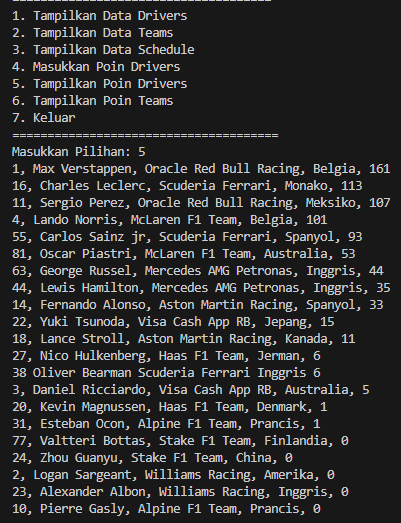 ======================================
1. Tampilkan Data Drivers
2. Tampilkan Data Teams
3. Tampilkan Data Schedule
4. Masukkan Poin Drivers
5. Tampilkan Poin Drivers
6. Tampilkan Poin Teams
7. Keluar
======================================
Masukkan Pilihan: 5
1, Max Verstappen, Oracle Red Bull Racing, Belgia, 161
16, Charles Leclerc, Scuderia Ferrari, Monako, 113
11, Sergio Perez, Oracle Red Bull Racing, Meksiko, 107
4, Lando Norris, McLaren F1 Team, Belgia, 101
55, Carlos Sainz jr, Scuderia Ferrari, Spanyol, 93
81, Oscar Piastri, McLaren F1 Team, Australia, 53
63, George Russel, Mercedes AMG Petronas, Inggris, 44
44, Lewis Hamilton, Mercedes AMG Petronas, Inggris, 35
14, Fernando Alonso, Aston Martin Racing, Spanyol, 33
22, Yuki Tsunoda, Visa Cash App RB, Jepang, 15
18, Lance Stroll, Aston Martin Racing, Kanada, 11
27, Nico Hulkenberg, Haas F1 Team, Jerman, 6
38 Oliver Bearman Scuderia Ferrari Inggris 6
3, Daniel Ricciardo, Visa Cash App RB, Australia, 5
20, Kevin Magnussen, Haas F1 Team, Denmark, 1
31, Esteban Ocon, Alpine F1 Team, Prancis, 1
77, Valtteri Bottas, Stake F1 Team, Finlandia, 0
24, Zhou Guanyu, Stake F1 Team, China, 0
2, Logan Sargeant, Williams Racing, Amerika, 0
23, Alexander Albon, Williams Racing, Inggris, 0
10, Pierre Gasly, Alpine F1 Team, Prancis, 0